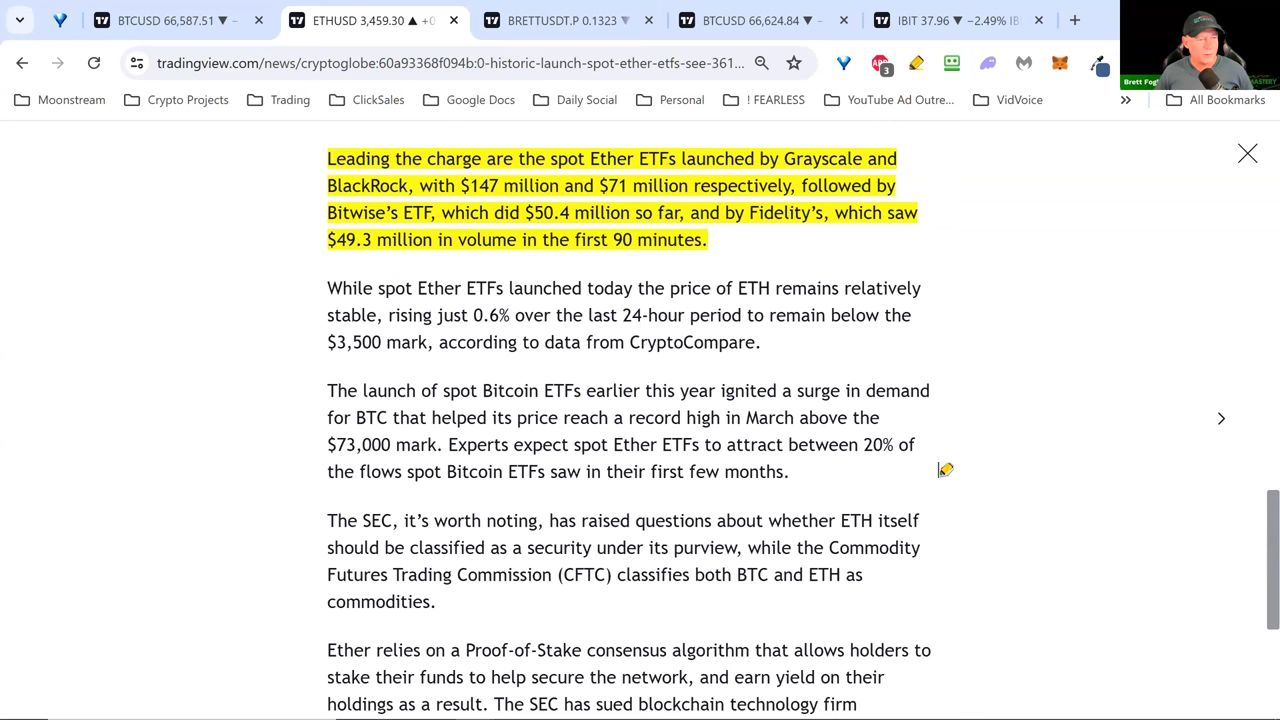 BTCUSD 66,587.51 ▼ −
ETHUSD 3,459.30 ▲ +0
BRETTUSDT.P 0.1323 ▼
BTCUSD 66,624.84 ▼ −
IBIT 37.96 ▼ −2.49% IB
tradingview.com/news/cryptoglobe:60a93368f094b:0-historic-launch-spot-ether-etfs-see-361...
3
Moonstream
Crypto Projects
Trading
ClickSales
Google Docs
Daily Social
Personal
! FEARLESS
YouTube Ad Outre...
VidVoice
All Bookmarks
Brett Fog
MASTERY
Leading the charge are the spot Ether ETFs launched by Grayscale and
BlackRock, with $147 million and $71 million respectively, followed by
Bitwise’s ETF, which did $50.4 million so far, and by Fidelity’s, which saw
$49.3 million in volume in the first 90 minutes.
While spot Ether ETFs launched today the price of ETH remains relatively
stable, rising just 0.6% over the last 24-hour period to remain below the
$3,500 mark, according to data from CryptoCompare.
The launch of spot Bitcoin ETFs earlier this year ignited a surge in demand
for BTC that helped its price reach a record high in March above the
$73,000 mark. Experts expect spot Ether ETFs to attract between 20% of
the flows spot Bitcoin ETFs saw in their first few months.
The SEC, it’s worth noting, has raised questions about whether ETH itself
should be classified as a security under its purview, while the Commodity
Futures Trading Commission (CFTC) classifies both BTC and ETH as
commodities.
Ether relies on a Proof-of-Stake consensus algorithm that allows holders to
stake their funds to help secure the network, and earn yield on their
holdings as a result. The SEC has sued blockchain technology firm